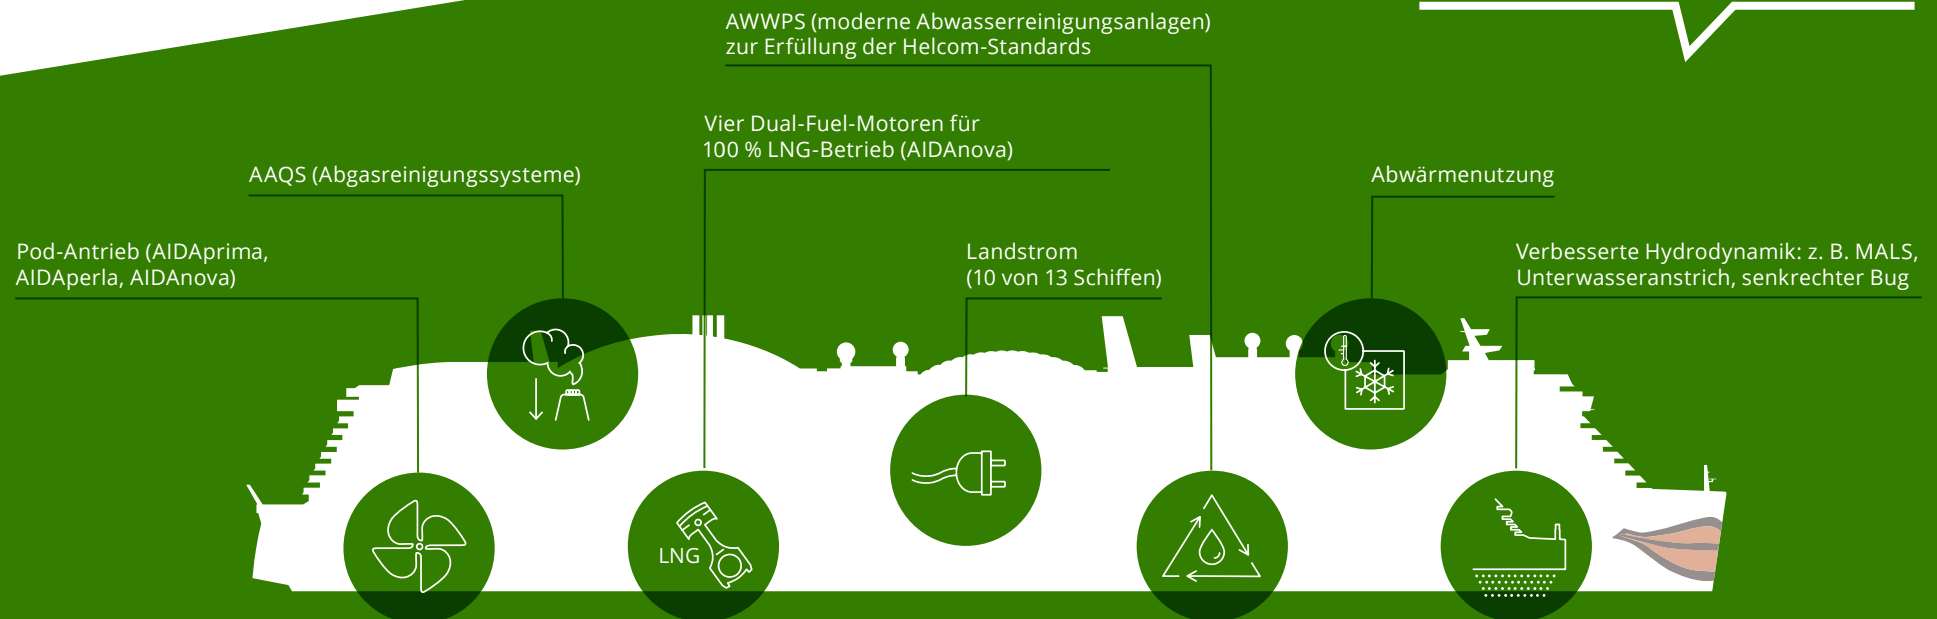 AWWPS (moderne Abwasserreinigungsanlagen)
zur Erfüllung der Helcom-Standards
Vier Dual-Fuel-Motoren für
100 % LNG-Betrieb (AIDAnova)
AAQS (Abgasreinigungssysteme)
Abwärmenutzung
Pod-Antrieb (AIDAprima,
AIDAperla, AIDAnova)
Landstrom
(10 von 13 Schiffen)
Verbesserte Hydrodynamik: z. B. MALS,
Unterwasseranstrich, senkrechter Bug
LNG